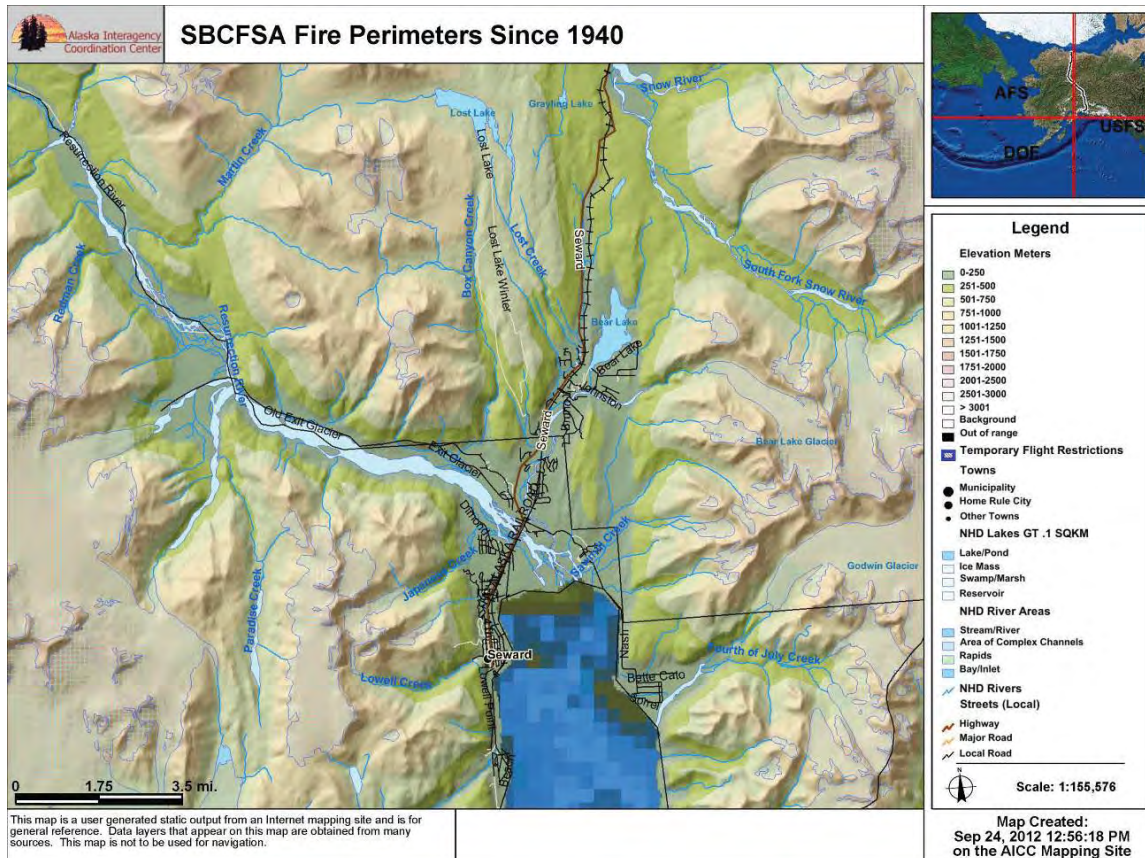 Alaska Interagency
Coordination Center
SBCFSA Fire Perimeters Since 1940
AFS
USFS
DOF
Snow River
Grayling Lake
Lost Lake
Resurrection River
Martin Creek
Lost Lake
Box Canyon Creek
Lost Creek
Lost Lake Winter
Seward
South Fork Snow River
Redman Creek
Resurrection River
Bear Lake
Bear Lake
Johnston
Bruno
Seward
Old Exit Glacier
Exit Glacier
Bear Lake Glacier
ALASKA RAILROAD
Dimond
Sawmill Creek
Japanese Creek
Godwin Glacier
Paradise Creek
Nash
Fourth of July Creek
Seward
Lowell Creek
Bette Cato
Lowell Point
Beach
0 1.75 3.5 mi.
Legend
Elevation Meters
0-250
251-500
501-750
751-1000
1001-1250
1251-1500
1501-1750
1751-2000
2001-2500
2501-3000
> 3001
Background
Out of range
Temporary Flight Restrictions
Towns
Municipality
Home Rule City
Other Towns
NHD Lakes GT .1 SQKM
Lake/Pond
Ice Mass
Swamp/Marsh
Reservoir
NHD River Areas
Stream/River
Area of Complex Channels
Rapids
Bay/Inlet
NHD Rivers
Streets (Local)
Highway
Major Road
Local Road
N
Scale: 1:155,576
This map is a user generated static output from an Internet mapping site and is for
general reference. Data layers that appear on this map are obtained from many
sources. This map is not to be used for navigation.
Map Created:
Sep 24, 2012 12:56:18 PM
on the AICC Mapping Site